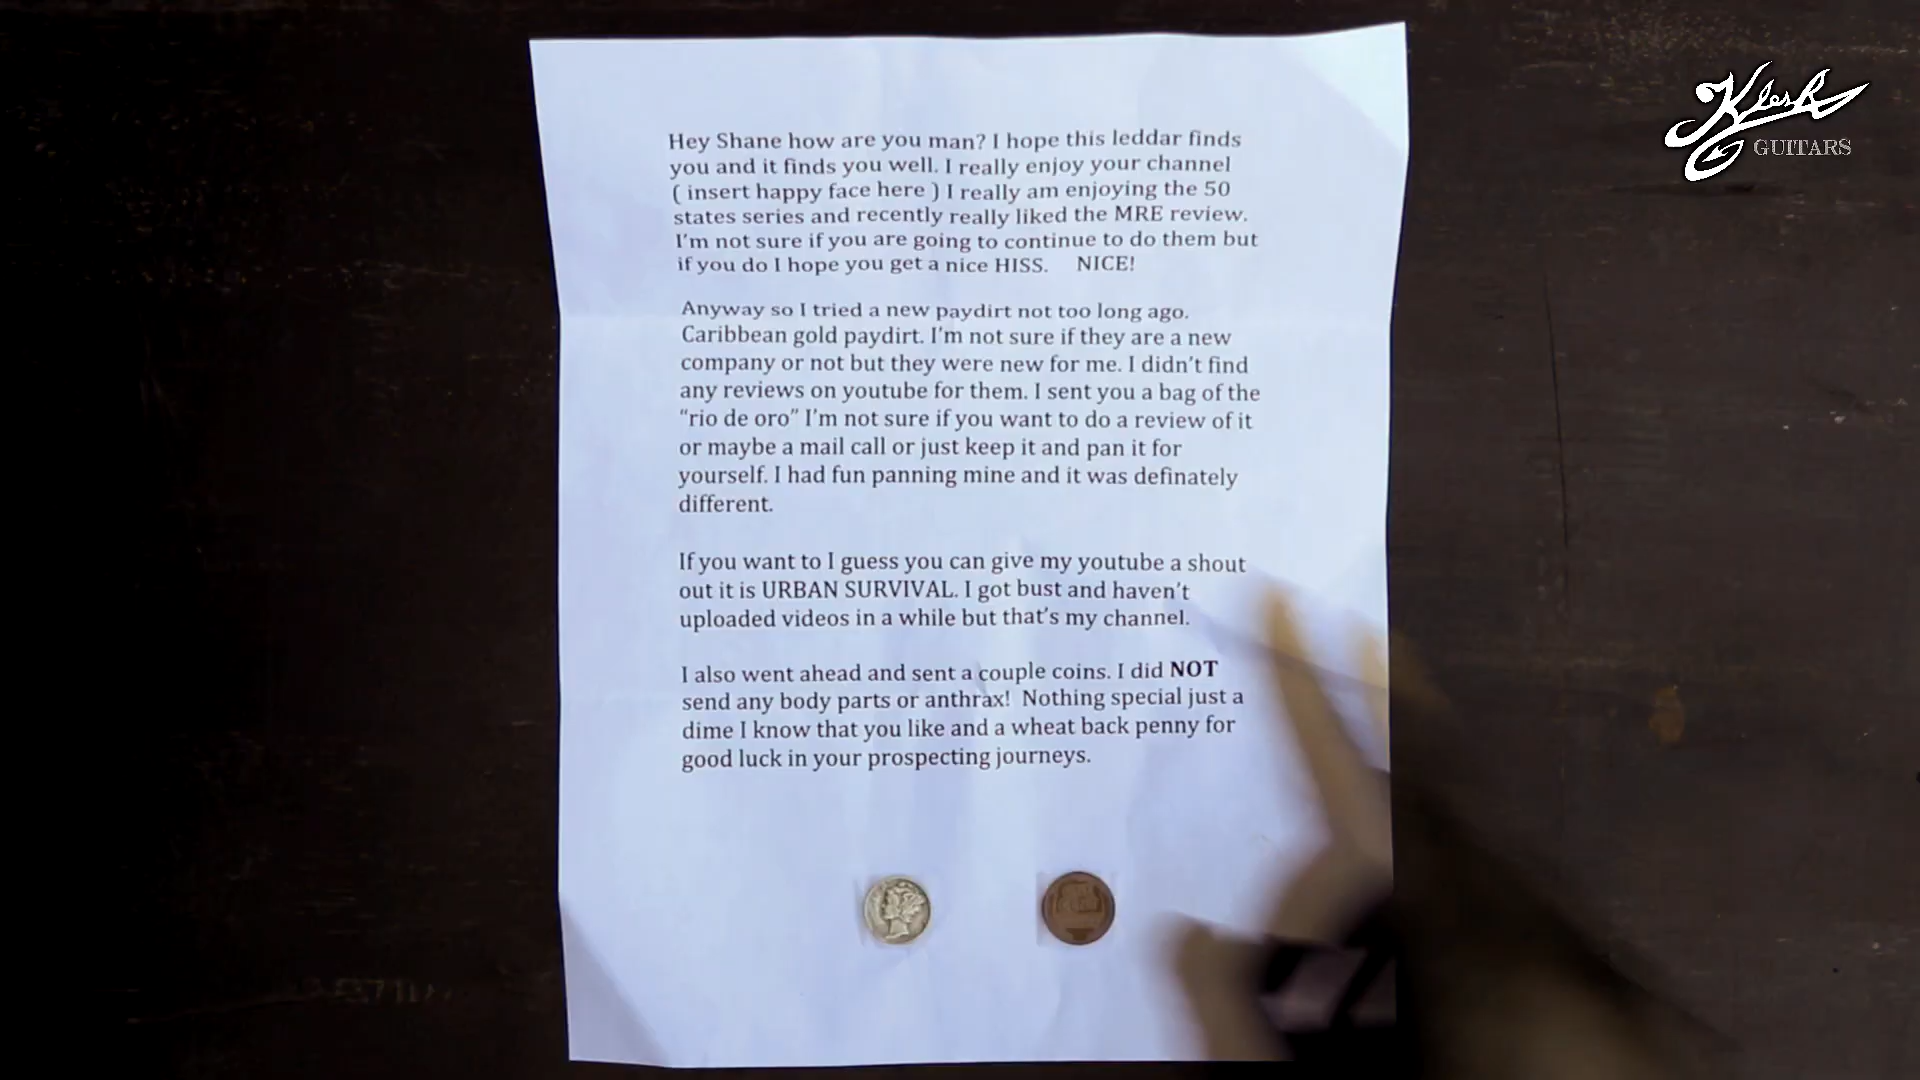 Klesh
GUITARS
Hey Shane how are you man? I hope this leddar finds
you and it finds you well. I really enjoy your channel
( insert happy face here ) I really am enjoying the 50
states series and recently really liked the MRE review.
I'm not sure if you are going to continue to do them but
if you do I hope you get a nice HISS. NICE!
Anyway so I tried a new paydirt not too long ago.
Caribbean gold paydirt. I'm not sure if they are a new
company or not but they were new for me. I didn't find
any reviews on youtube for them. I sent you a bag of the
“rio de oro” I'm not sure if you want to do a review of it
or maybe a mail call or just keep it and pan it for
yourself. I had fun panning mine and it was definately
different.
If you want to I guess you can give my youtube a shout
out it is URBAN SURVIVAL. I got bust and haven't
uploaded videos in a while but that's my channel.
I also went ahead and sent a couple coins. I did NOT
send any body parts or anthrax! Nothing special just a
dime I know that you like and a wheat back penny for
good luck in your prospecting journeys.